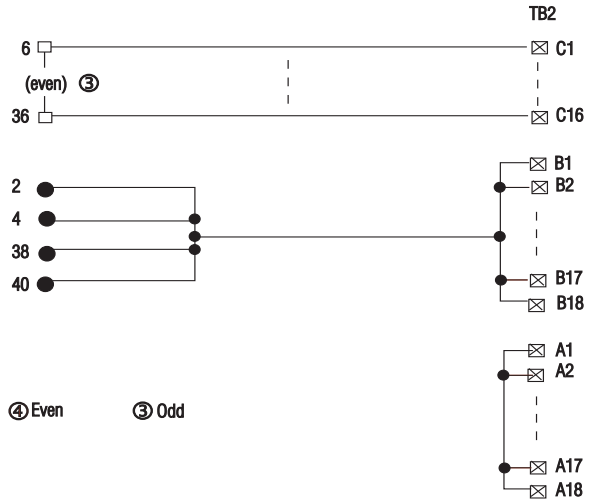 TB2
6 C1
(even) ③
36 C16
B1
2 B2
4
38
B17
40
B18
A1
A2
④ Even ③ Odd
A17
A18